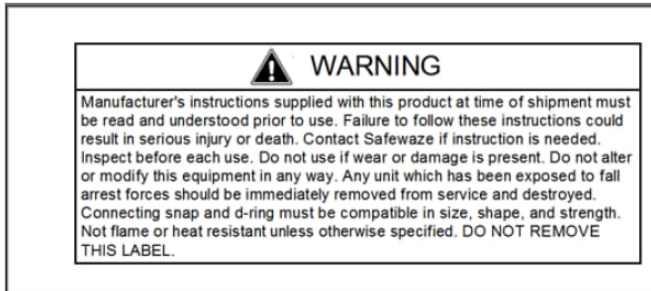 WARNING
Manufacturer's instructions supplied with this product at time of shipment must
be read and understood prior to use. Failure to follow these instructions could
result in serious injury or death. Contact Safewaze if instruction is needed.
Inspect before each use. Do not use if wear or damage is present. Do not alter
or modify this equipment in any way. Any unit which has been exposed to fall
arrest forces should be immediately removed from service and destroyed.
Connecting snap and d-ring must be compatible in size, shape, and strength.
Not flame or heat resistant unless otherwise specified. DO NOT REMOVE
THIS LABEL.